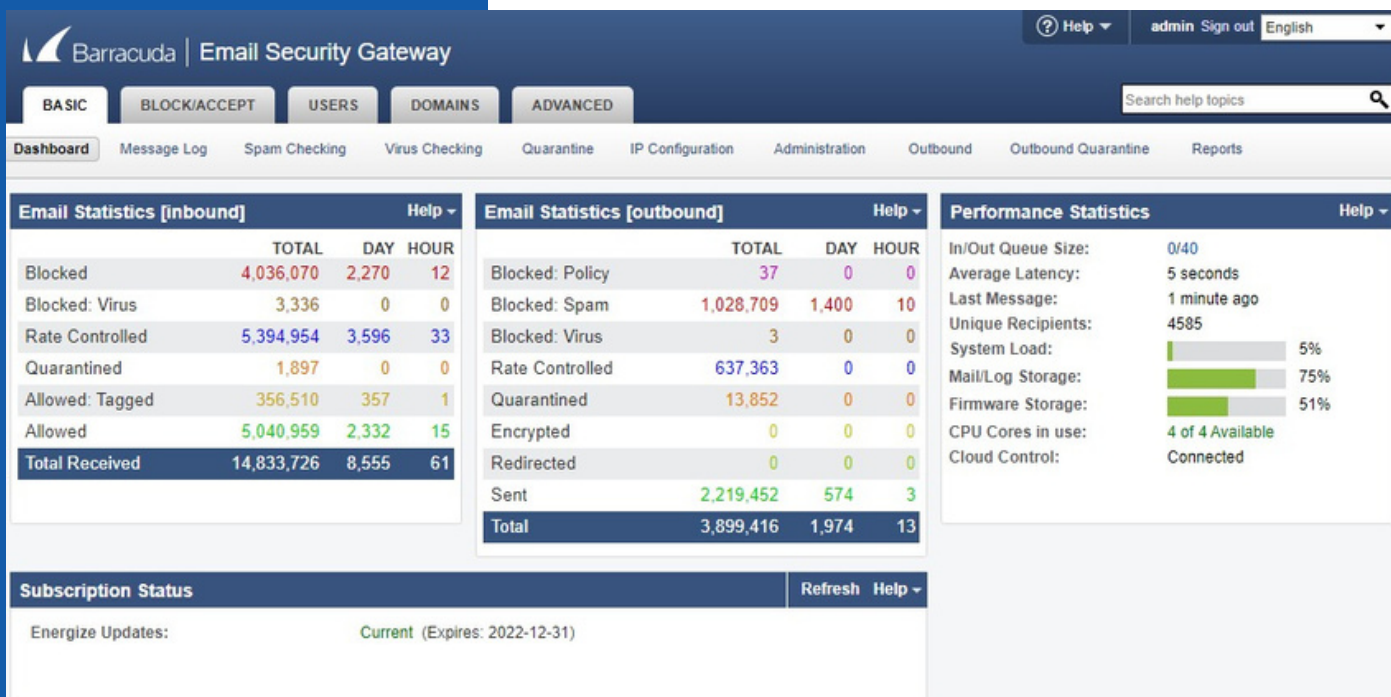 Help admin Sign out English
Barracuda | Email Security Gateway
BASIC BLOCK/ACCEPT USERS DOMAINS ADVANCED Search help topics
Dashboard Message Log Spam Checking Virus Checking Quarantine IP Configuration Administration Outbound Outbound Quarantine Reports
Email Statistics [inbound] Help
TOTAL DAY HOUR
Blocked 4,036,070 2,270 12
Blocked: Virus 3,336 0 0
Rate Controlled 5,394,954 3,596 33
Quarantined 1,897 0 0
Allowed: Tagged 356,510 357 1
Allowed 5,040,959 2,332 15
Total Received 14,833,726 8,555 61
Email Statistics [outbound] Help
TOTAL DAY HOUR
Blocked: Policy 37 0 0
Blocked: Spam 1,028,709 1,400 10
Blocked: Virus 3 0 0
Rate Controlled 637,363 0 0
Quarantined 13,852 0 0
Encrypted 0 0 0
Redirected 0 0 0
Sent 2,219,452 574 3
Total 3,899,416 1,974 13
Performance Statistics Help
In/Out Queue Size: 0/40
Average Latency: 5 seconds
Last Message: 1 minute ago
Unique Recipients: 4585
System Load: 5%
Mail/Log Storage: 75%
Firmware Storage: 51%
CPU Cores in use: 4 of 4 Available
Cloud Control: Connected
Subscription Status Refresh Help
Energize Updates: Current (Expires: 2022-12-31)